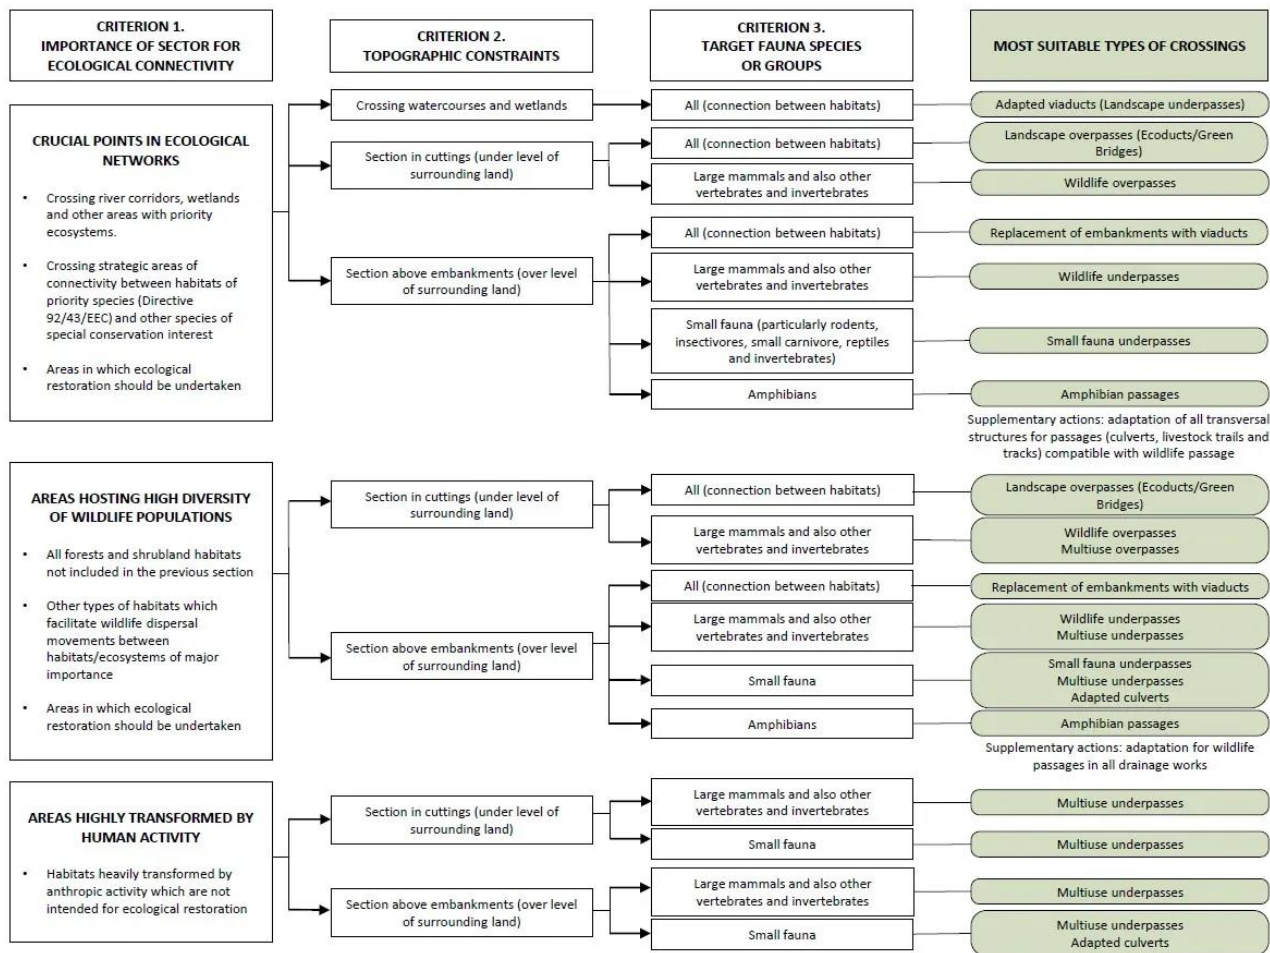 CRITERION 1.
IMPORTANCE OF SECTOR FOR
ECOLOGICAL CONNECTIVITY
CRITERION 2.
TOPOGRAPHIC CONSTRAINTS
CRITERION 3.
TARGET FAUNA SPECIES
OR GROUPS
MOST SUITABLE TYPES OF CROSSINGS
CRUCIAL POINTS IN ECOLOGICAL
NETWORKS
• Crossing river corridors, wetlands
and other areas with priority
ecosystems.
• Crossing strategic areas of
connectivity between habitats of
priority species (Directive
92/43/EEC) and other species of
special conservation interest
• Areas in which ecological
restoration should be undertaken
Crossing watercourses and wetlands
All (connection between habitats)
Adapted viaducts (Landscape underpasses)
Section in cuttings (under level of
surrounding land)
All (connection between habitats)
Landscape overpasses (Ecoducts/Green
Bridges)
Large mammals and also other
vertebrates and invertebrates
Wildlife overpasses
Section above embankments (over level
of surrounding land)
All (connection between habitats)
Replacement of embankments with viaducts
Large mammals and also other
vertebrates and invertebrates
Wildlife underpasses
Small fauna (particularly rodents,
insectivores, small carnivore, reptiles
and invertebrates)
Small fauna underpasses
Amphibians
Amphibian passages
Supplementary actions: adaptation of all transversal
structures for passages (culverts, livestock trails and
tracks) compatible with wildlife passage
AREAS HOSTING HIGH DIVERSITY
OF WILDLIFE POPULATIONS
• All forests and shrubland habitats
not included in the previous section
• Other types of habitats which
facilitate wildlife dispersal
movements between
habitats/ecosystems of major
importance
• Areas in which ecological
restoration should be undertaken
Section in cuttings (under level of
surrounding land)
All (connection between habitats)
Landscape overpasses (Ecoducts/Green
Bridges)
Large mammals and also other
vertebrates and invertebrates
Wildlife overpasses
Multiuse overpasses
Section above embankments (over level
of surrounding land)
All (connection between habitats)
Replacement of embankments with viaducts
Large mammals and also other
vertebrates and invertebrates
Wildlife underpasses
Multiuse underpasses
Small fauna
Small fauna underpasses
Multiuse underpasses
Adapted culverts
Amphibians
Amphibian passages
Supplementary actions: adaptation for wildlife
passages in all drainage works
AREAS HIGHLY TRANSFORMED BY
HUMAN ACTIVITY
• Habitats heavily transformed by
anthropic activity which are not
intended for ecological restoration
Section in cuttings (under level of
surrounding land)
Large mammals and also other
vertebrates and invertebrates
Multiuse underpasses
Small fauna
Multiuse underpasses
Section above embankments (over level
of surrounding land)
Large mammals and also other
vertebrates and invertebrates
Multiuse underpasses
Small fauna
Multiuse underpasses
Adapted culverts